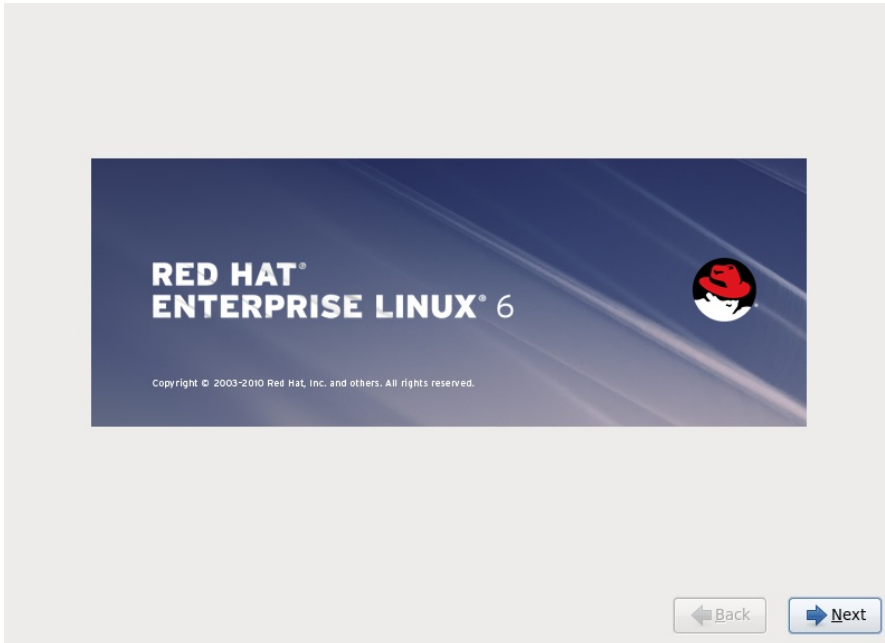 RED HAT®
ENTERPRISE LINUX® 6
Copyright © 2003-2010 Red Hat, Inc. and others. All rights reserved.
Back
Next